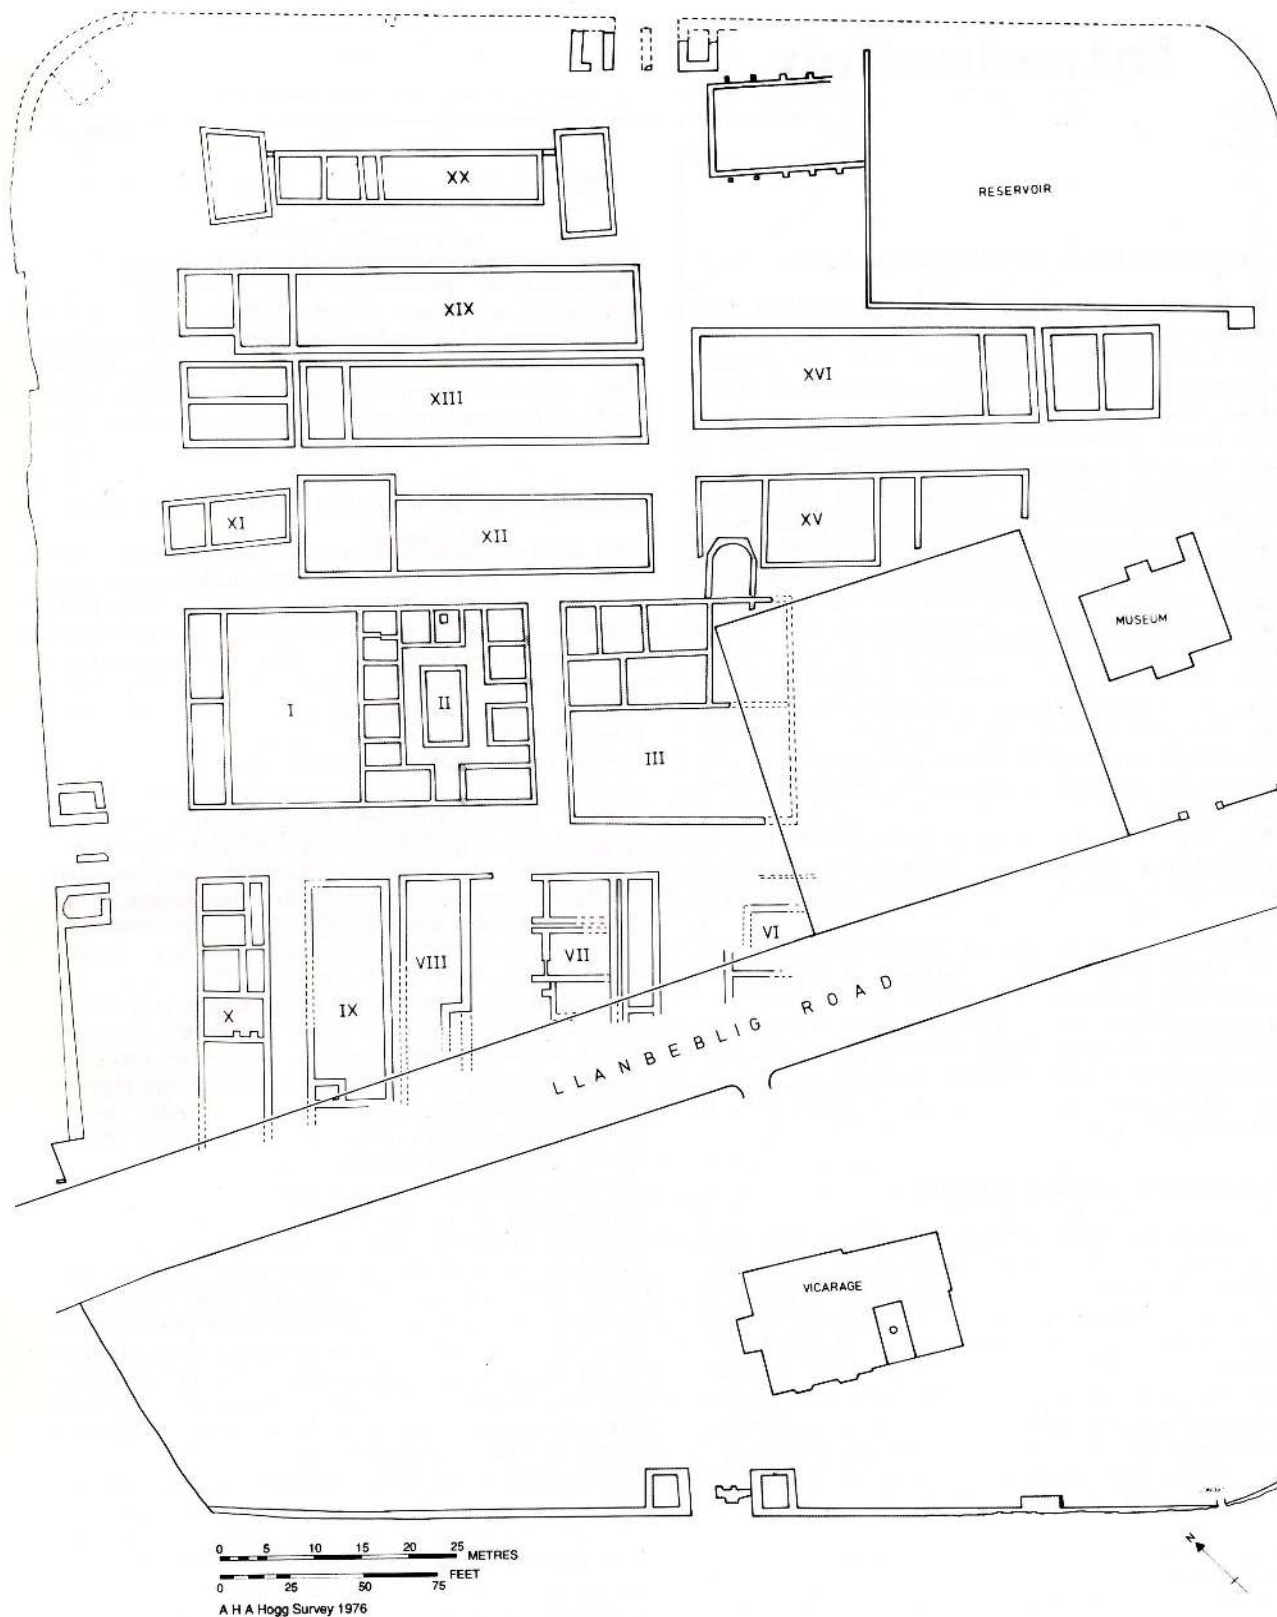 RESERVOIR
XX
XIX
XVI
XIII
XI
XII
XV
MUSEUM
I
II
III
VI
VIII
VII
X
IX
LLANBEBLIG ROAD
VICARAGE
0 5 10 15 20 25 METRES
0 25 50 75 FEET
A H A Hogg Survey 1976
N